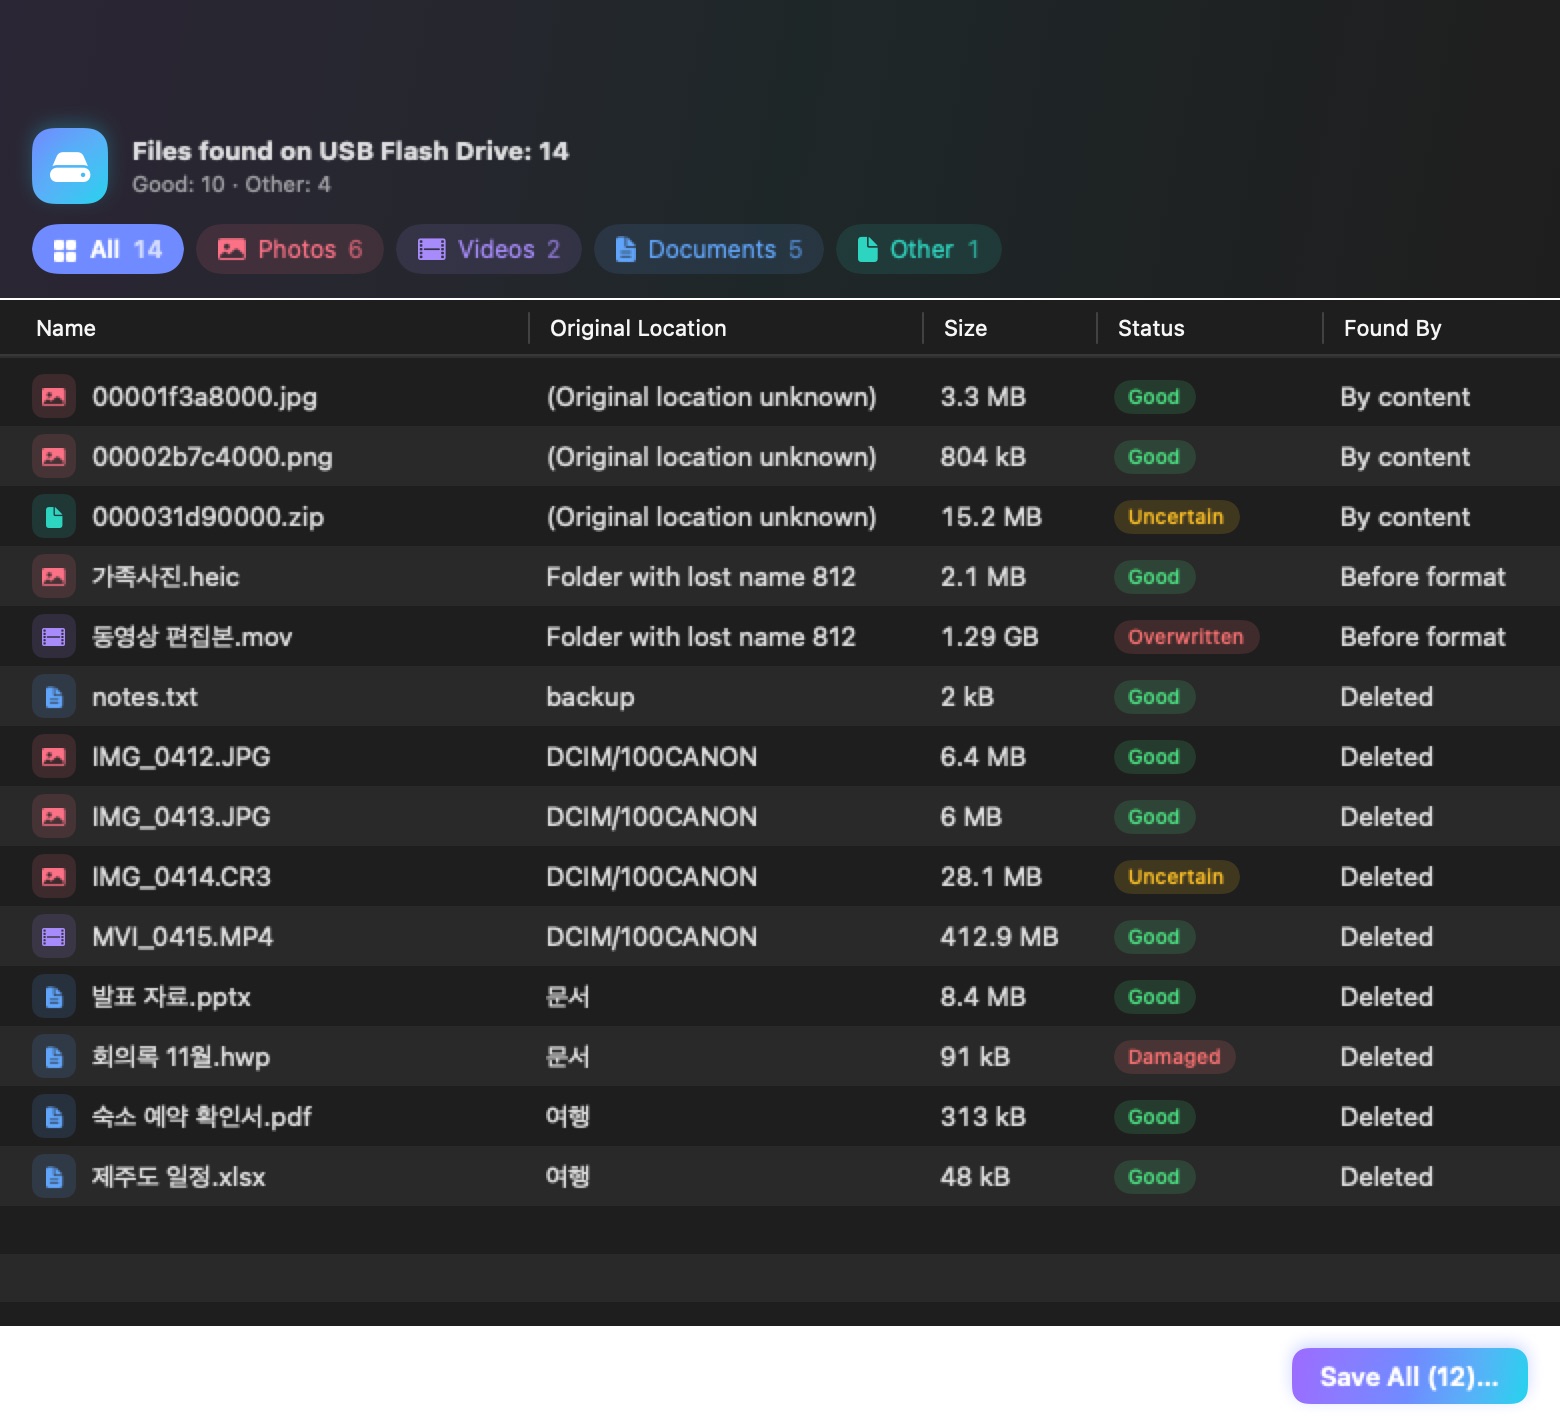 Files found on USB Flash Drive: 14
Good: 10 · Other: 4
All 14 Photos 6 Videos 2 Documents 5 Other 1
Name Original Location Size Status Found By
00001f3a8000.jpg (Original location unknown) 3.3 MB Good By content
00002b7c4000.png (Original location unknown) 804 kB Good By content
000031d90000.zip (Original location unknown) 15.2 MB Uncertain By content
가족사진.heic Folder with lost name 812 2.1 MB Good Before format
동영상 편집본.mov Folder with lost name 812 1.29 GB Overwritten Before format
notes.txt backup 2 kB Good Deleted
IMG_0412.JPG DCIM/100CANON 6.4 MB Good Deleted
IMG_0413.JPG DCIM/100CANON 6 MB Good Deleted
IMG_0414.CR3 DCIM/100CANON 28.1 MB Uncertain Deleted
MVI_0415.MP4 DCIM/100CANON 412.9 MB Good Deleted
발표 자료.pptx 문서 8.4 MB Good Deleted
회의록 11월.hwp 문서 91 kB Damaged Deleted
숙소 예약 확인서.pdf 여행 313 kB Good Deleted
제주도 일정.xlsx 여행 48 kB Good Deleted
Save All (12)...